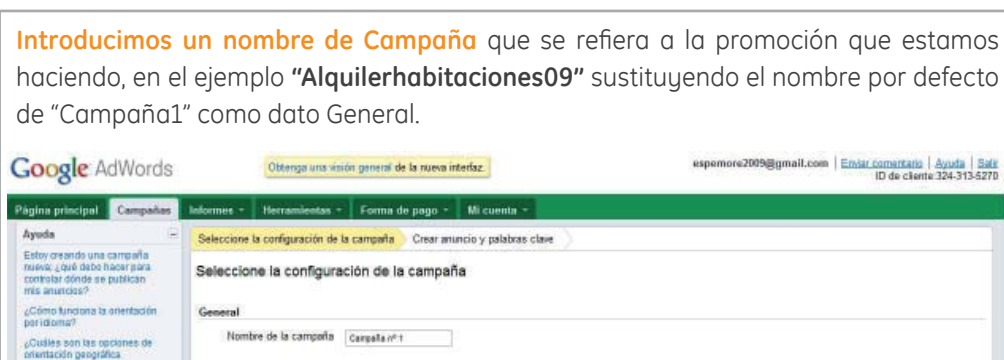 Introducimos un nombre de Campaña que se refiera a la promoción que estamos
haciendo, en el ejemplo “Alquilerhabitaciones09” sustituyendo el nombre por defecto
de “Campaña1” como dato General.
Google AdWords
Obtenga una visión general de la nueva interfaz.
espemore2009@gmail.com | Enviar comentario | Ayuda | Salir
ID de cliente: 324-313-5270
Página principal Campañas Informes Herramientas Forma de pago Mi cuenta
Ayuda
Estoy creando una campaña
nueva: ¿qué debo hacer para
controlar dónde se publican
mis anuncios?
¿Cómo funciona la orientación
por idioma?
¿Cuáles son las opciones de
orientación geográfica
Seleccione la configuración de la campaña Crear anuncio y palabras clave
Seleccione la configuración de la campaña
General
Nombre de la campaña Campaña nº 1